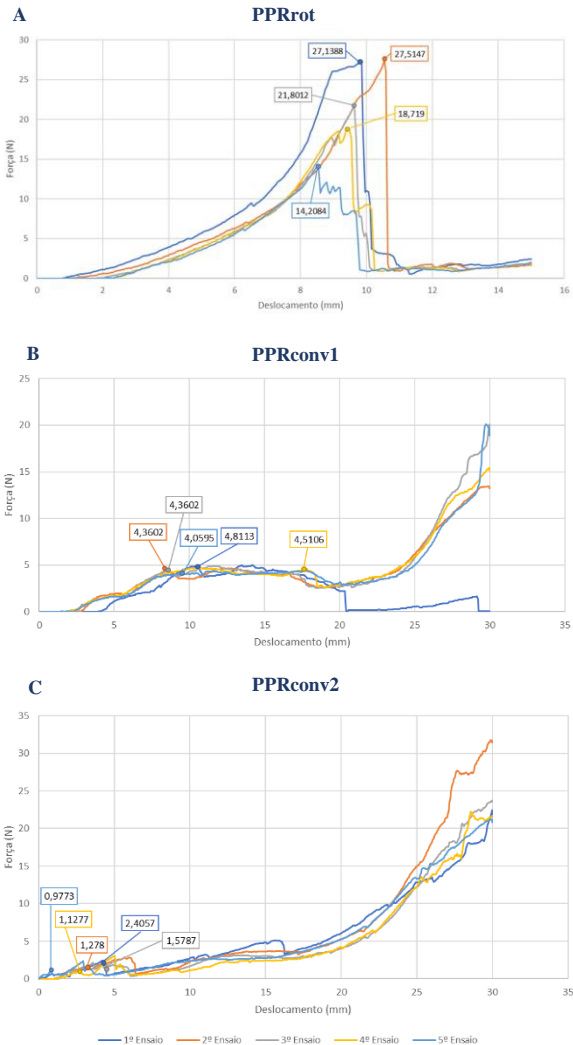 A
PPRrot
27,1388
27,5147
21,8012
18,719
14,2084
Força (N)
30
25
20
15
10
5
0
0 2 4 6 8 10 12 14 16
Deslocamento (mm)
B
PPRconv1
4,3602
4,3602
4,0595
4,8113
4,5106
Força (N)
25
20
15
10
5
0
0 5 10 15 20 25 30 35
Deslocamento (mm)
C
PPRconv2
0,9773
1,1277
1,278
2,4057
1,5787
Força (N)
35
30
25
20
15
10
5
0
0 5 10 15 20 25 30 35
Deslocamento (mm)
1º Ensaio 2º Ensaio 3º Ensaio 4º Ensaio 5º Ensaio